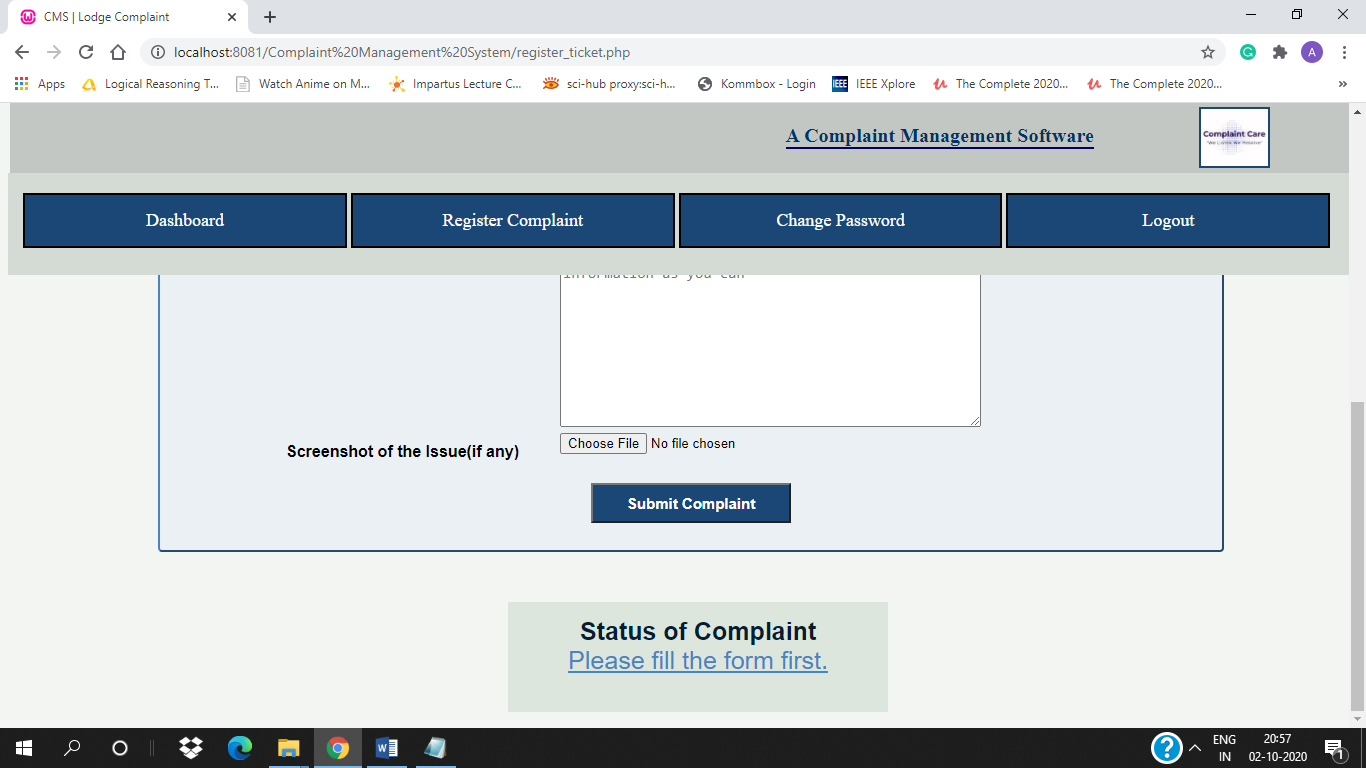 CMS | Lodge Complaint
localhost:8081/Complaint%20Management%20System/register_ticket.php
A
Apps
Logical Reasoning T...
Watch Anime on M...
Impartus Lecture C...
sci-hub proxy:sci-h...
Kommbox - Login
IEEE
IEEE Xplore
The Complete 2020...
The Complete 2020...
A Complaint Management Software
Complaint Care
Dashboard
Register Complaint
Change Password
Logout
information as you can
Screenshot of the Issue(if any)
Choose File No file chosen
Submit Complaint
Status of Complaint
Please fill the form first.
ENG
IN
20:57
02-10-2020
1